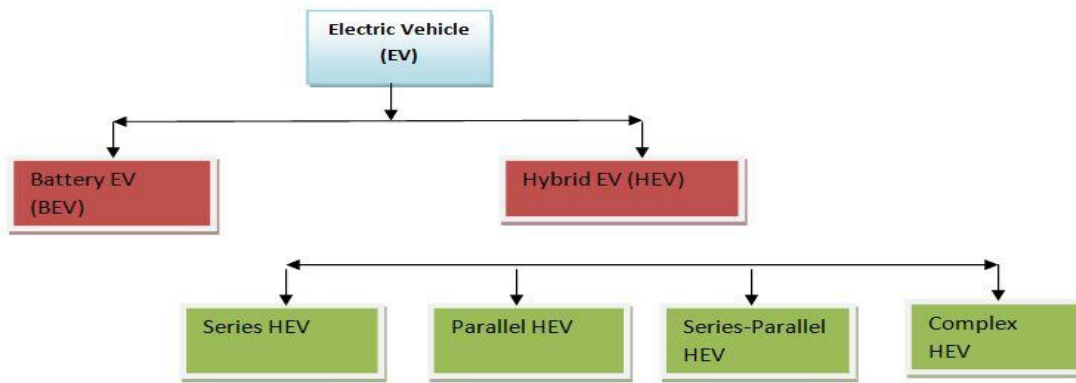 Electric Vehicle
(EV)
Battery EV
(BEV)
Hybrid EV (HEV)
Series HEV
Parallel HEV
Series-Parallel
HEV
Complex
HEV